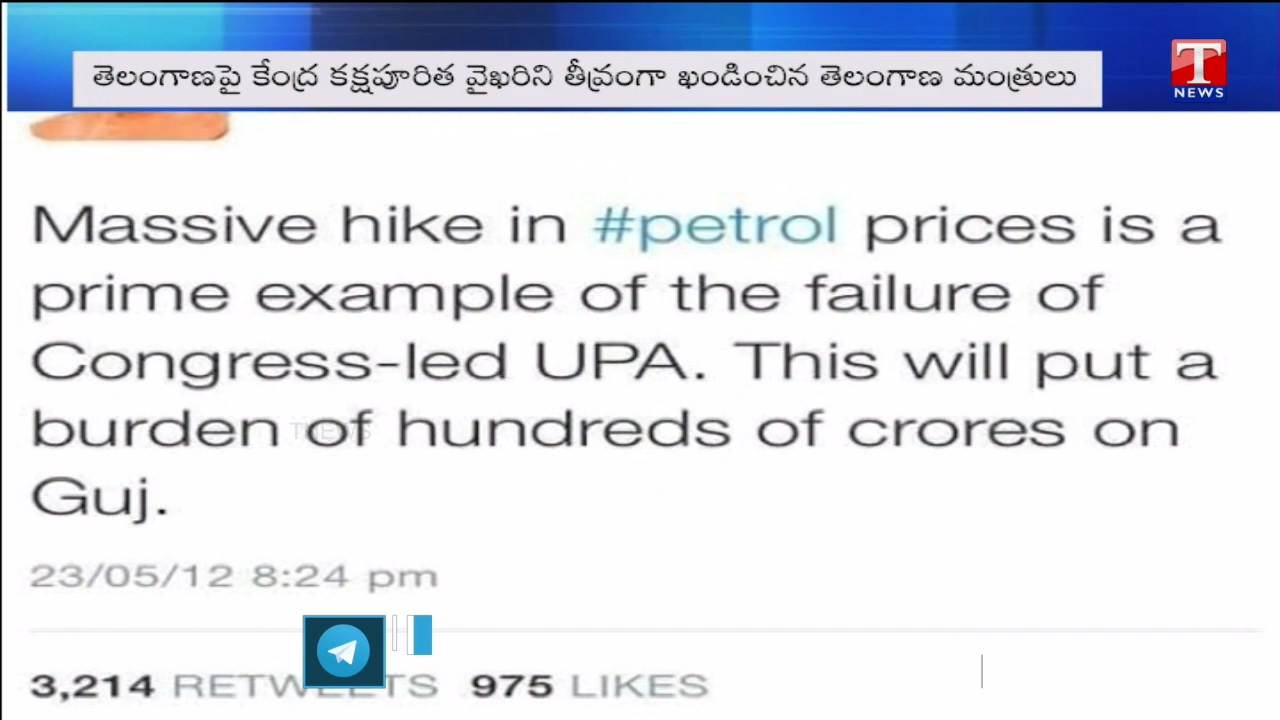 తెలంగాణపై కేంద్ర కక్షపూరిత వైఖరిని తీవ్రంగా ఖండించిన తెలంగాణ మంత్రులు
T
NEWS
Massive hike in #petrol prices is a
prime example of the failure of
Congress-led UPA. This will put a
burden of hundreds of crores on
Guj.
TNEWS
23/05/12 8:24 pm
3,214 RETWEETS 975 LIKES